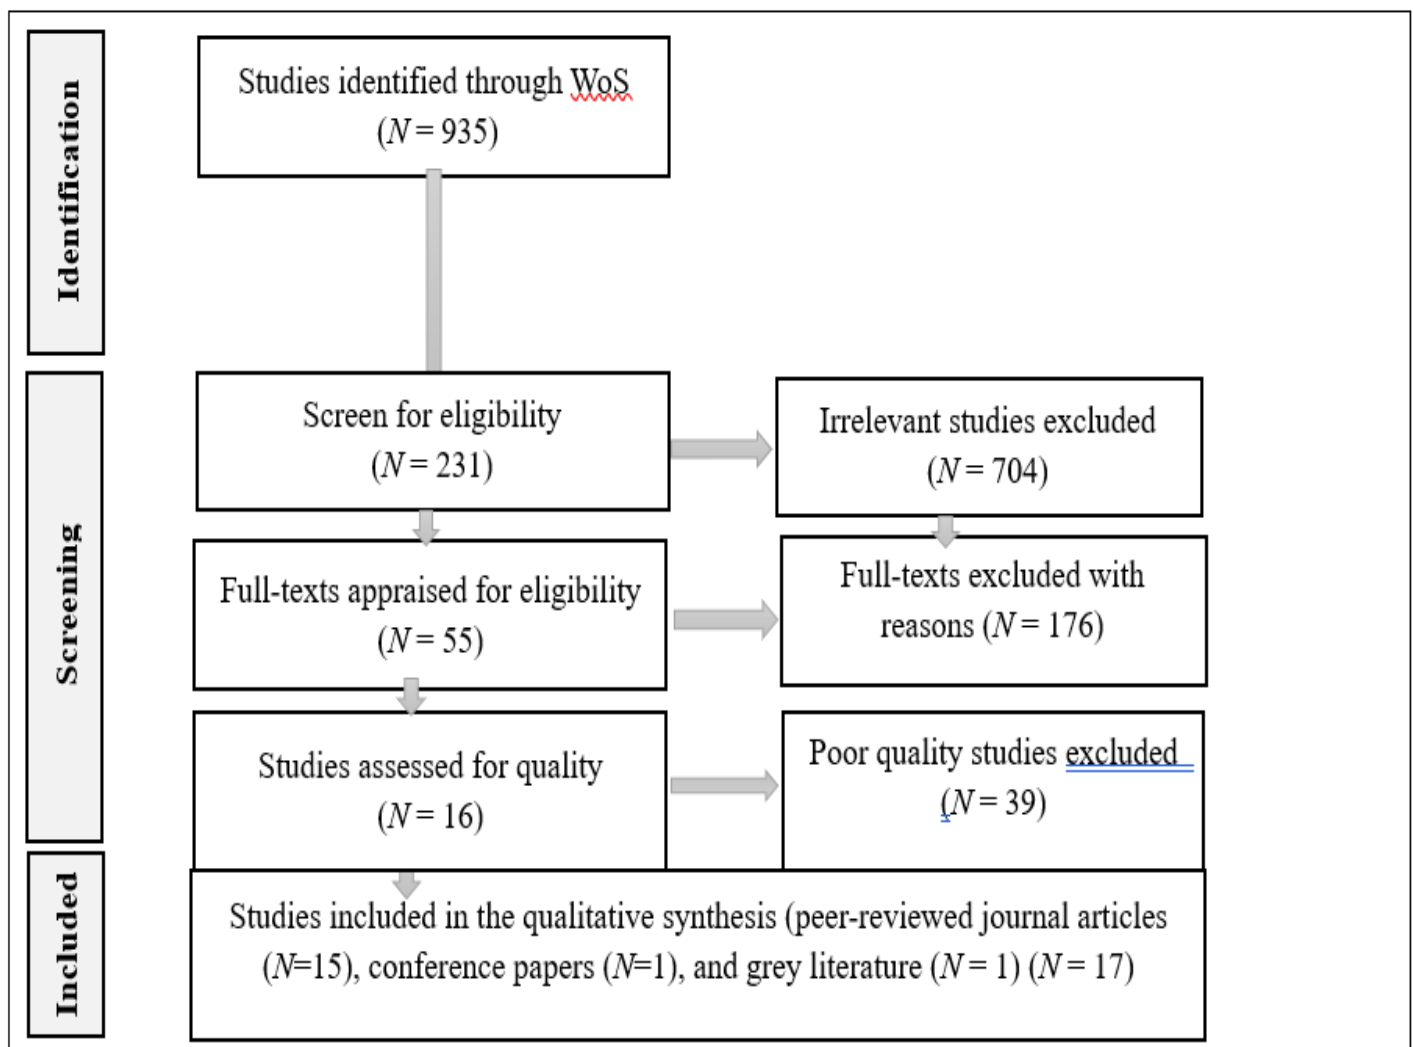 Identification
Studies identified through WoS
(N = 935)
Screening
Screen for eligibility
(N = 231)
Irrelevant studies excluded
(N = 704)
Full-texts appraised for eligibility
(N = 55)
Full-texts excluded with
reasons (N = 176)
Studies assessed for quality
(N = 16)
Poor quality studies excluded
(N = 39)
Included
Studies included in the qualitative synthesis (peer-reviewed journal articles
(N=15), conference papers (N=1), and grey literature (N = 1) (N = 17)